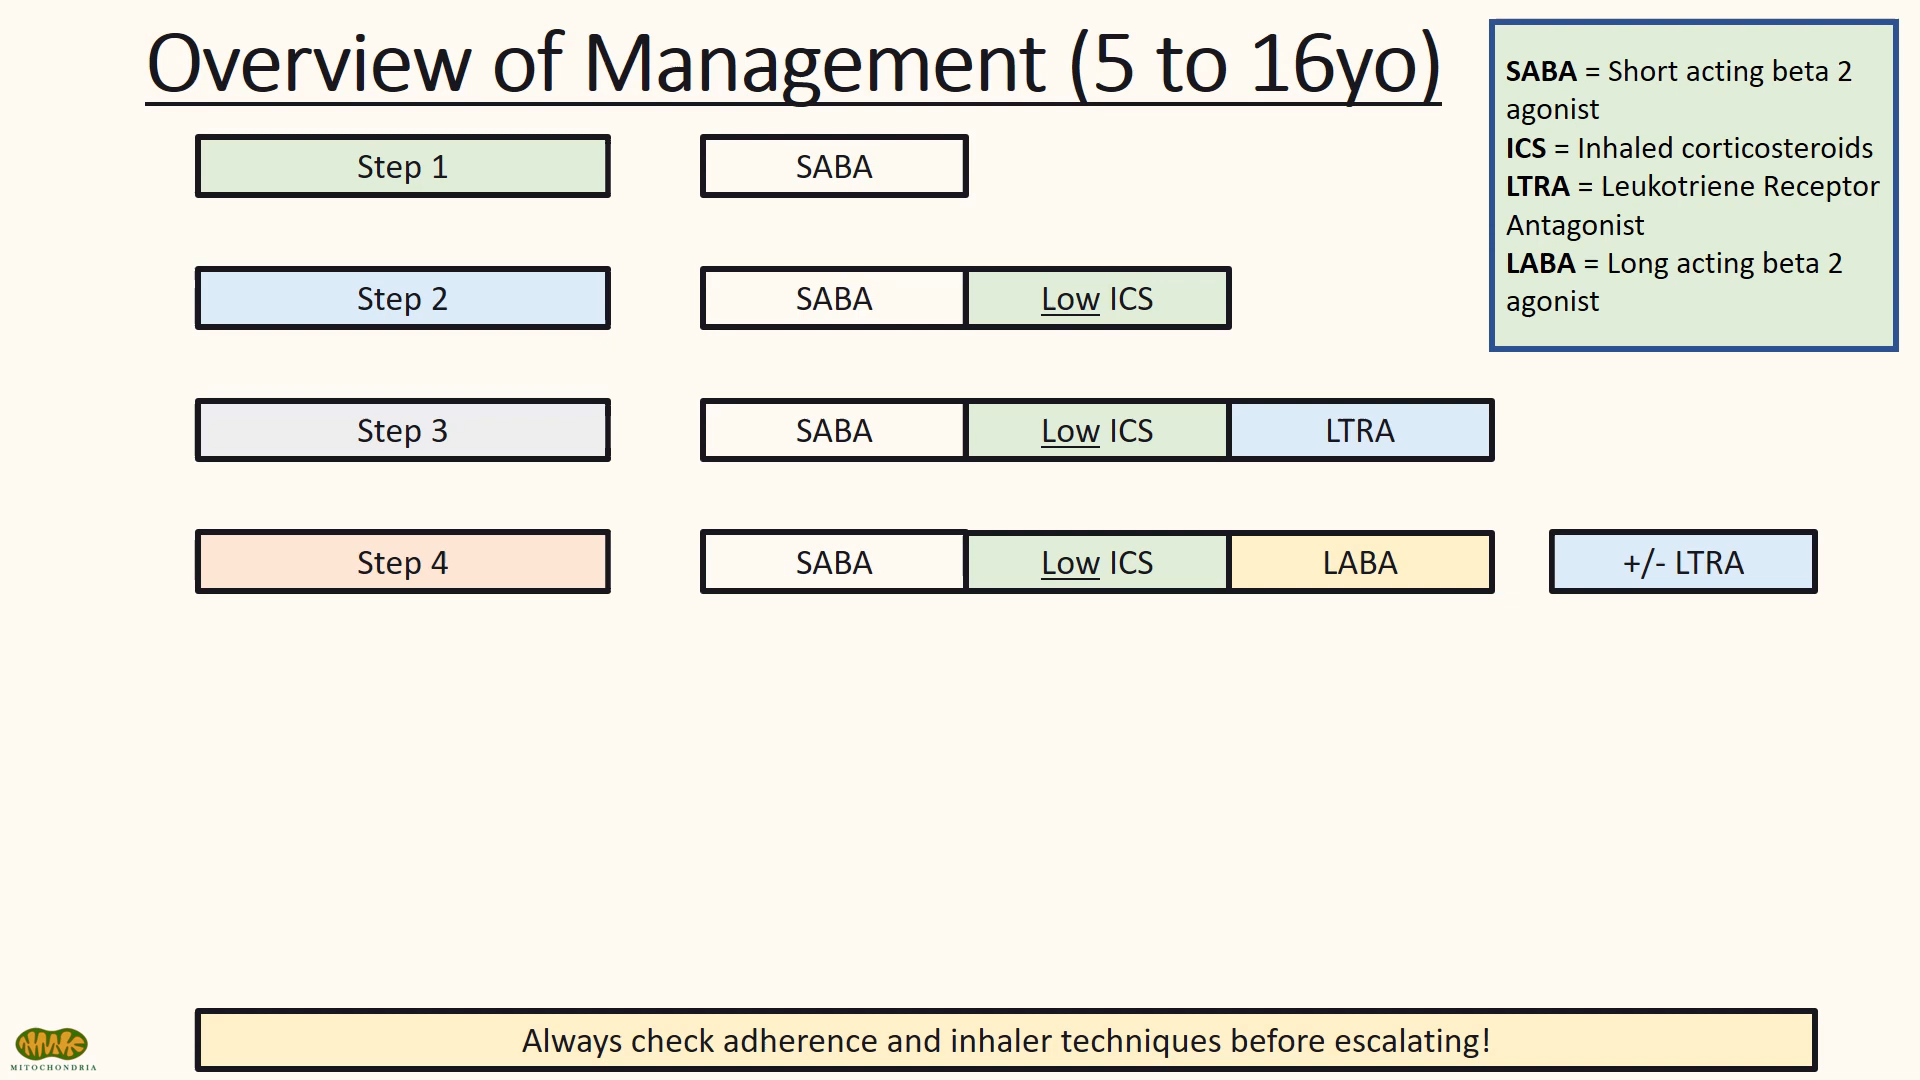 Overview of Management (5 to 16yo)
SABA = Short acting beta 2
agonist
ICS = Inhaled corticosteroids
LTRA = Leukotriene Receptor
Antagonist
LABA = Long acting beta 2
agonist
Step 1 SABA
Step 2 SABA Low ICS
Step 3 SABA Low ICS LTRA
Step 4 SABA Low ICS LABA +/- LTRA
Always check adherence and inhaler techniques before escalating!
MITOCHONDRIA